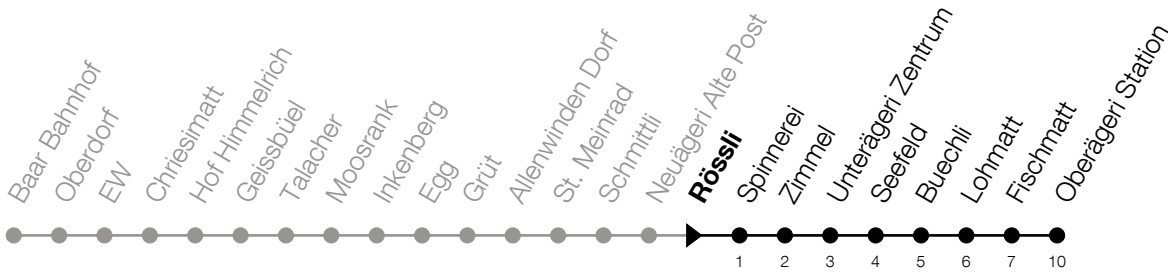 Baar Bahnhof
Oberdorf
EW
Chriesimatt
Hof Himmelrich
Geissbüel
Talacher
Moosrank
Inkenberg
Egg
Grüt
Allenwinden Dorf
St. Meinrad
Schmittli
Neuägeri Alte Post
Rössli
Spinnerei
Zimmel
Unterägeri Zentrum
Seefeld
Buechli
Lohmatt
Fischmatt
Oberägeri Station
1 2 3 4 5 6 7 10